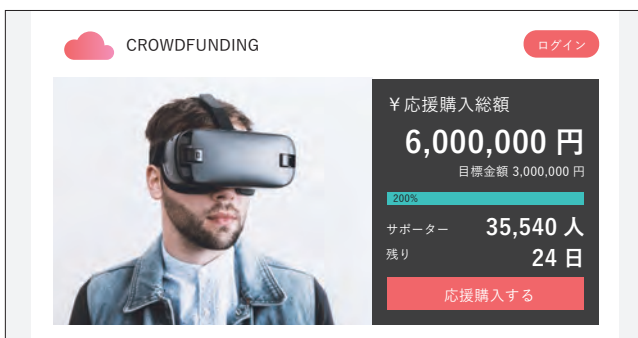 CROWDFUNDING
ログイン
￥応援購入総額
6,000,000 円
目標金額 3,000,000 円
200%
サポーター 35,540 人
残り 24 日
応援購入する